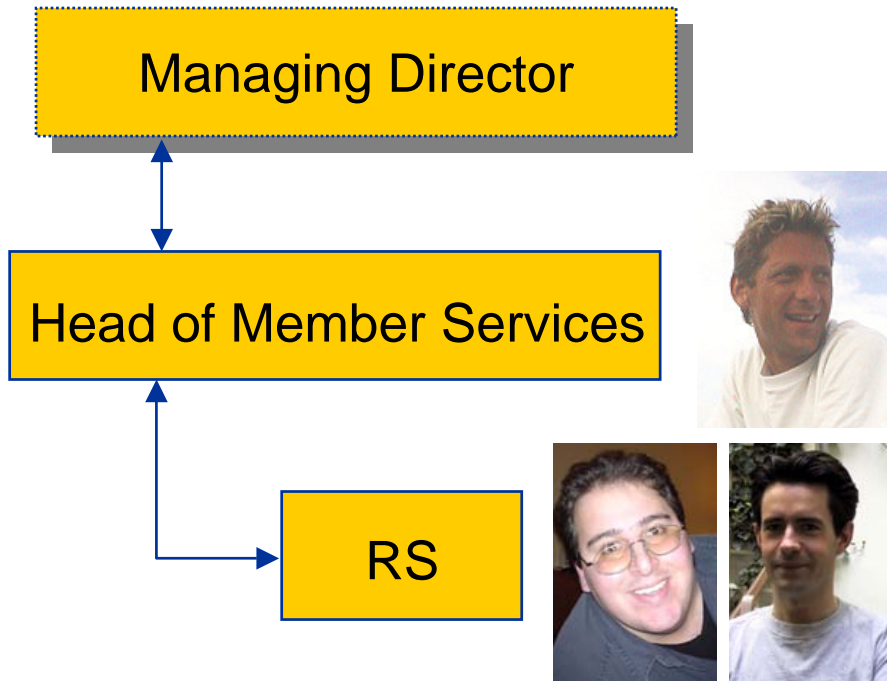 Managing Director
Head of Member Services
RS